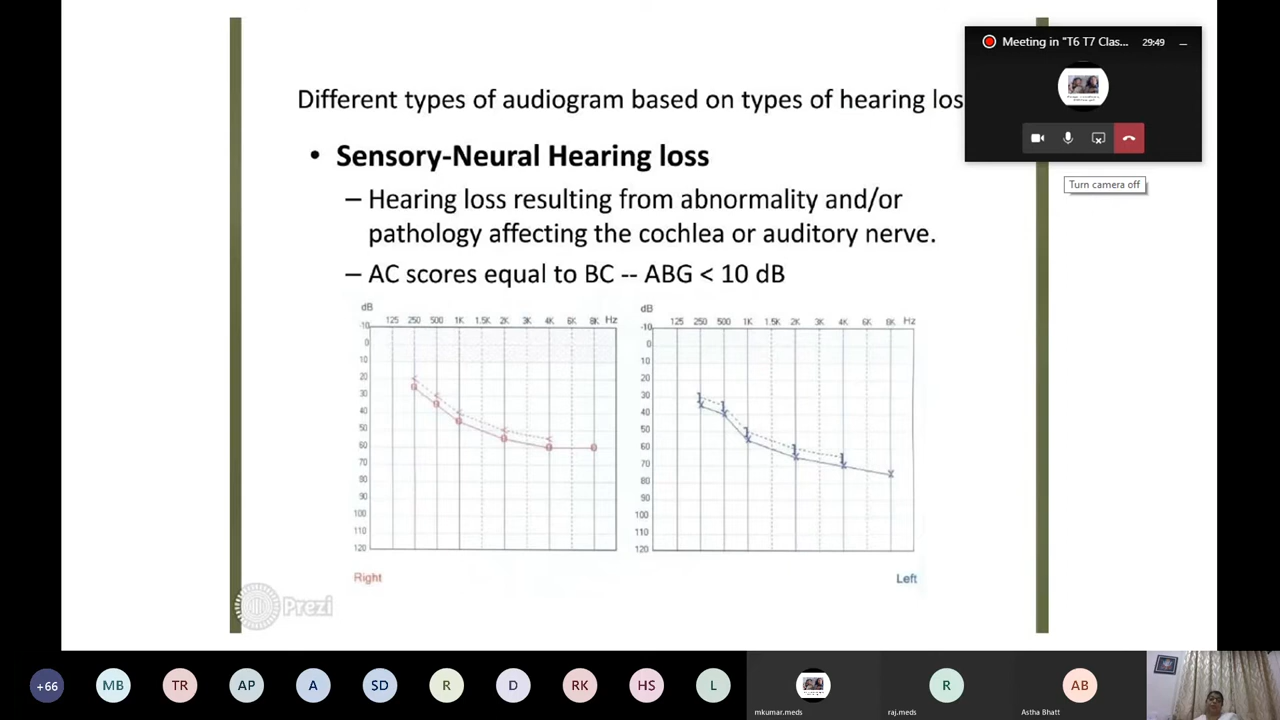 Different types of audiogram based on types of hearing los
Meeting in "T6 T7 Clas...
29:49
Turn camera off
• Sensory-Neural Hearing loss
– Hearing loss resulting from abnormality and/or
pathology affecting the cochlea or auditory nerve.
– AC scores equal to BC -- ABG < 10 dB
dB
125 250 500 1K 1.5K 2K 3K 4K 6K 8K Hz
-10
0
10
20
30
40
50
60
70
80
90
100
110
120
Right
dB
125 250 500 1K 1.5K 2K 3K 4K 6K 8K Hz
-10
0
10
20
30
40
50
60
70
80
90
100
110
120
Left
Prezi
+66
MB
TR
AP
A
SD
R
D
RK
HS
L
mkumar.meds
R
raj.meds
AB
Astha Bhatt